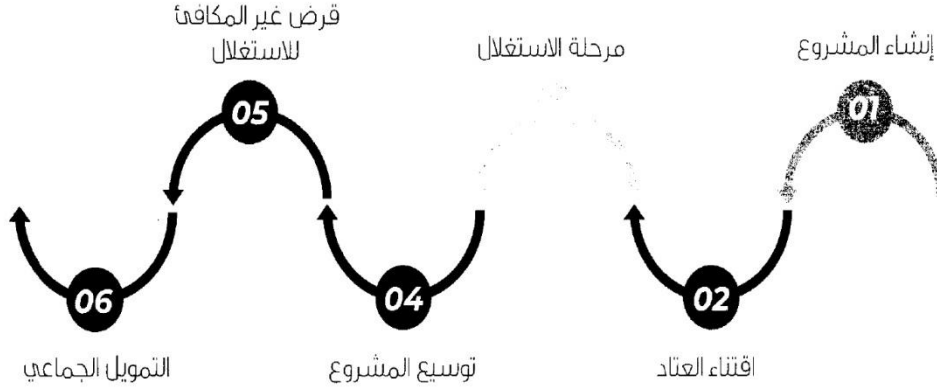 إنشاء المشروع
01
02
اقتناء العتاد
مرحلة الاستغلال
04
توسيع المشروع
قرض غير المكافئ
للاستغلال
05
06
التمويل الجماعي